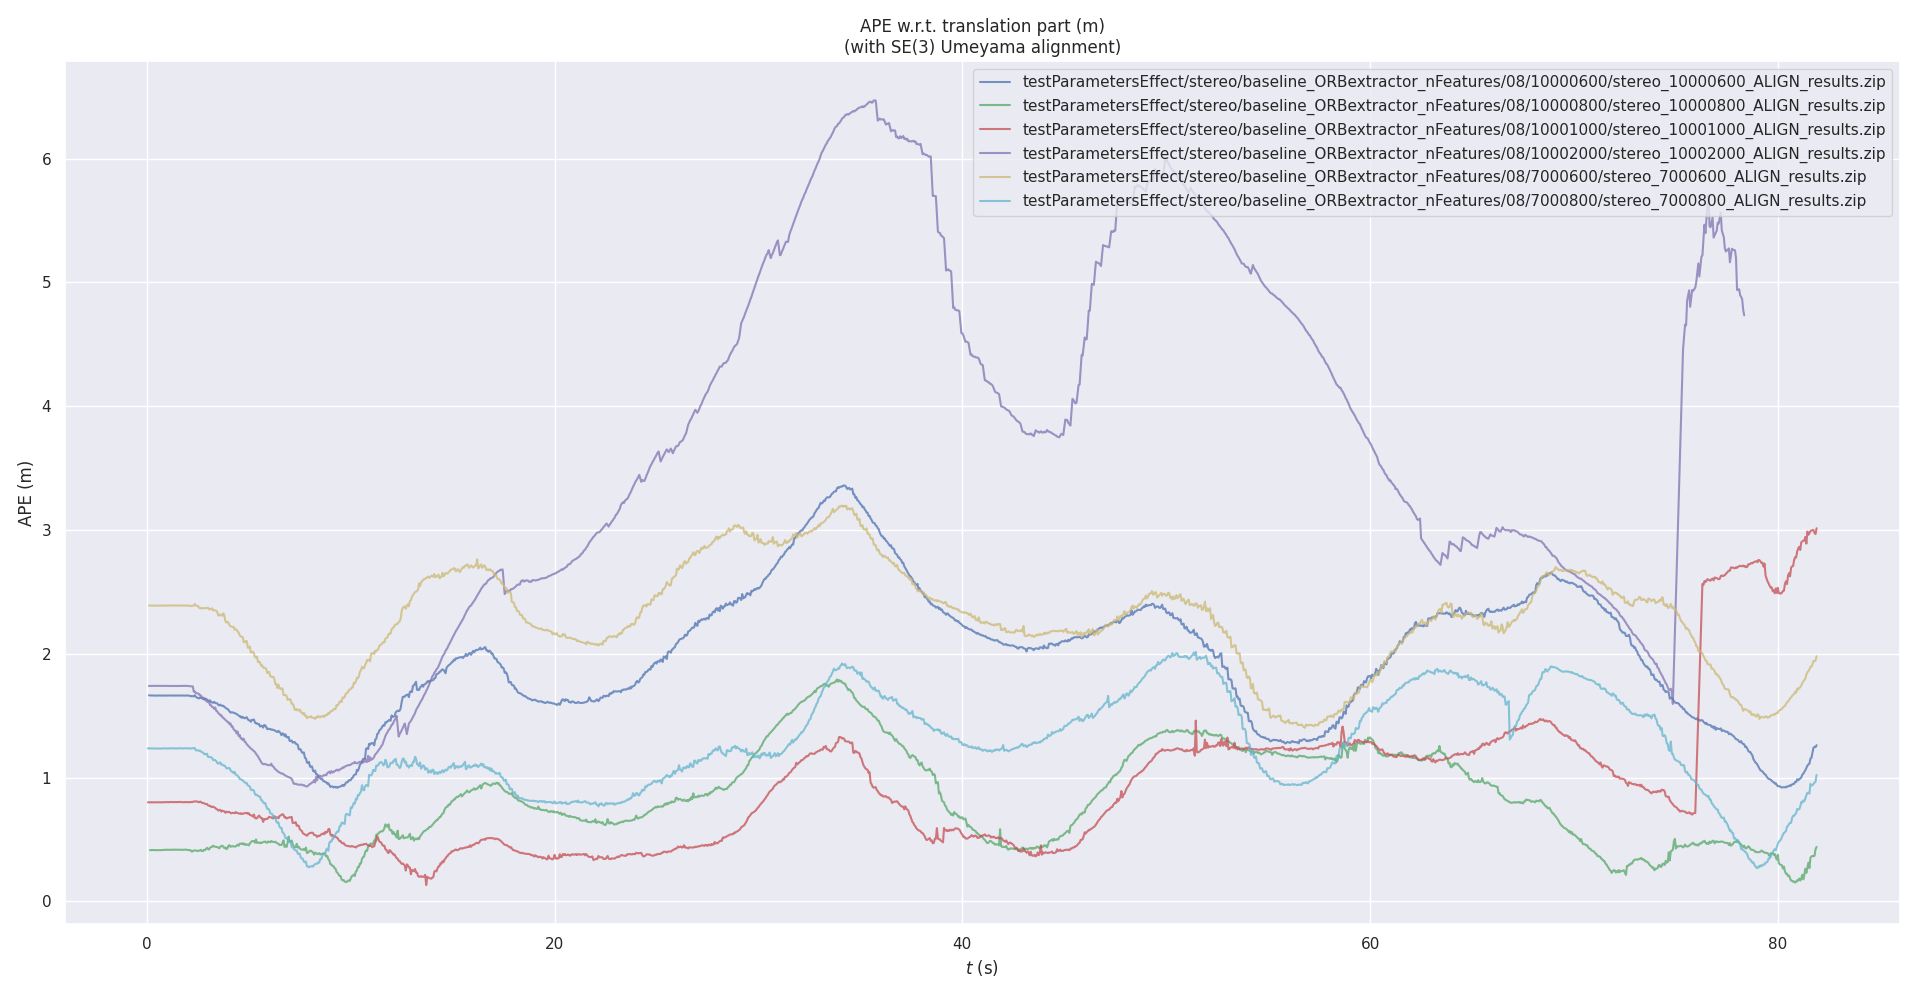 APE w.r.t. translation part (m)
(with SE(3) Umeyama alignment)
testParametersEffect/stereo/baseline_ORBextractor_nFeatures/08/10000600/stereo_10000600_ALIGN_results.zip
testParametersEffect/stereo/baseline_ORBextractor_nFeatures/08/10000800/stereo_10000800_ALIGN_results.zip
testParametersEffect/stereo/baseline_ORBextractor_nFeatures/08/10001000/stereo_10001000_ALIGN_results.zip
testParametersEffect/stereo/baseline_ORBextractor_nFeatures/08/10002000/stereo_10002000_ALIGN_results.zip
testParametersEffect/stereo/baseline_ORBextractor_nFeatures/08/7000600/stereo_7000600_ALIGN_results.zip
testParametersEffect/stereo/baseline_ORBextractor_nFeatures/08/7000800/stereo_7000800_ALIGN_results.zip
6
5
4
3
2
1
0
APE (m)
0 20 40 60 80
t (s)